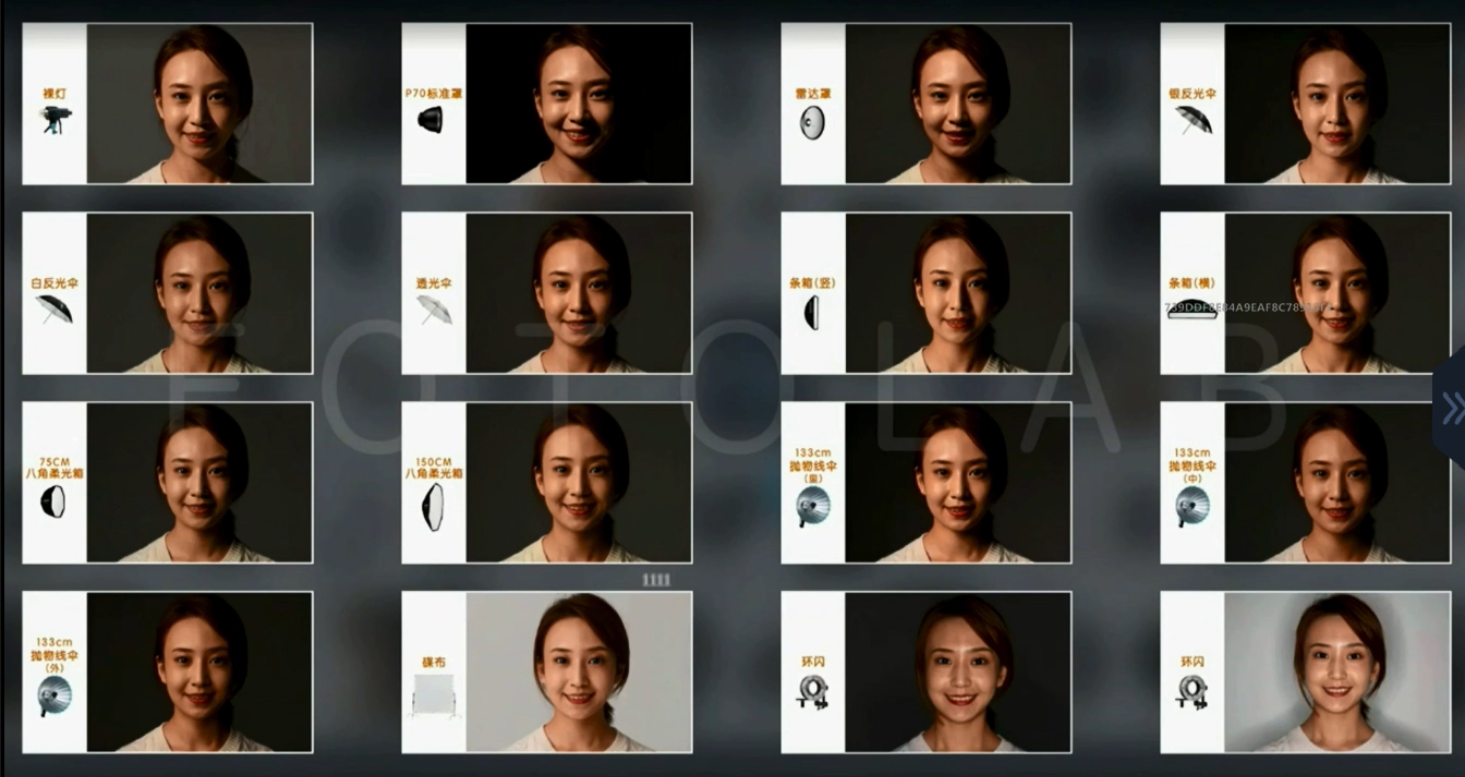 裸灯
P70标准罩
雷达罩
银反光伞
白反光伞
透光伞
条箱(竖)
条箱(横)
75CM
八角柔光箱
150CM
八角柔光箱
133cm
抛物线伞
(里)
133cm
抛物线伞
(中)
1111
133cm
抛物线伞
(外)
碟布
环闪
环闪
FOTOLAB